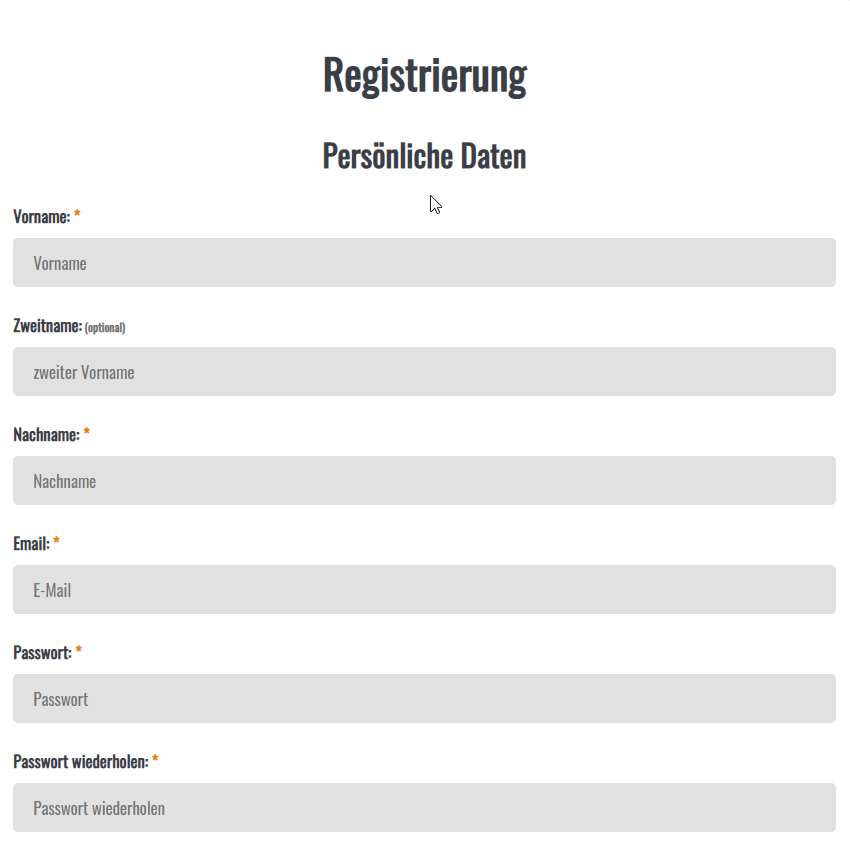 Registrierung
Persönliche Daten
Vorname: *
Vorname
Zweitname: (optional)
zweiter Vorname
Nachname: *
Nachname
Email: *
E-Mail
Passwort: *
Passwort
Passwort wiederholen: *
Passwort wiederholen